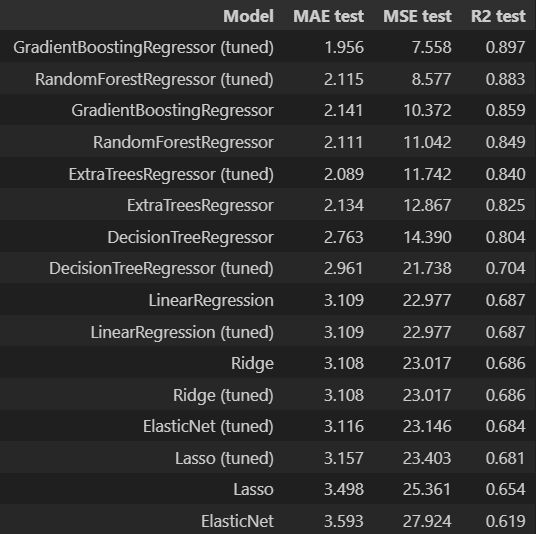 Model MAE test MSE test R2 test
GradientBoostingRegressor (tuned) 1.956 7.558 0.897
RandomForestRegressor (tuned) 2.115 8.577 0.883
GradientBoostingRegressor 2.141 10.372 0.859
RandomForestRegressor 2.111 11.042 0.849
ExtraTreesRegressor (tuned) 2.089 11.742 0.840
ExtraTreesRegressor 2.134 12.867 0.825
DecisionTreeRegressor 2.763 14.390 0.804
DecisionTreeRegressor (tuned) 2.961 21.738 0.704
LinearRegression 3.109 22.977 0.687
LinearRegression (tuned) 3.109 22.977 0.687
Ridge 3.108 23.017 0.686
Ridge (tuned) 3.108 23.017 0.686
ElasticNet (tuned) 3.116 23.146 0.684
Lasso (tuned) 3.157 23.403 0.681
Lasso 3.498 25.361 0.654
ElasticNet 3.593 27.924 0.619